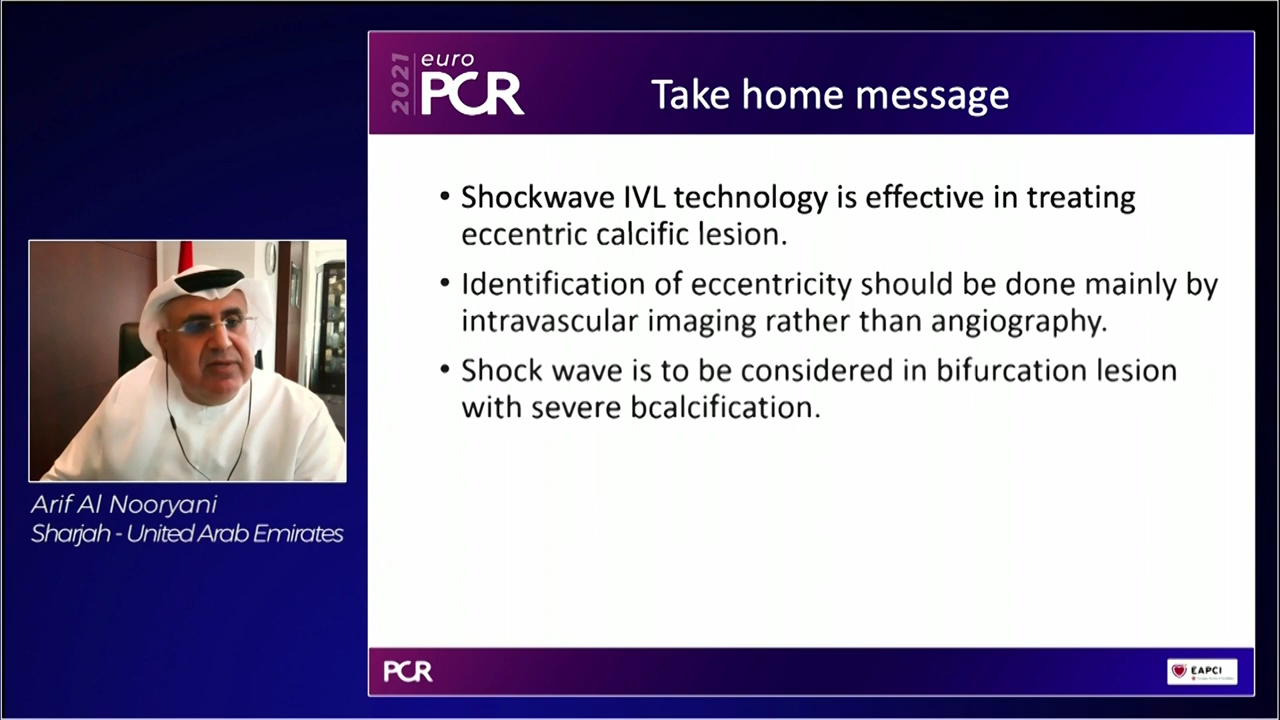 2021 euro
PCR
Take home message
• Shockwave IVL technology is effective in treating
eccentric calcific lesion.
• Identification of eccentricity should be done mainly by
intravascular imaging rather than angiography.
• Shock wave is to be considered in bifurcation lesion
with severe bcalcification.
Arif Al Nooryani
Sharjah - United Arab Emirates
PCR
EAPCI